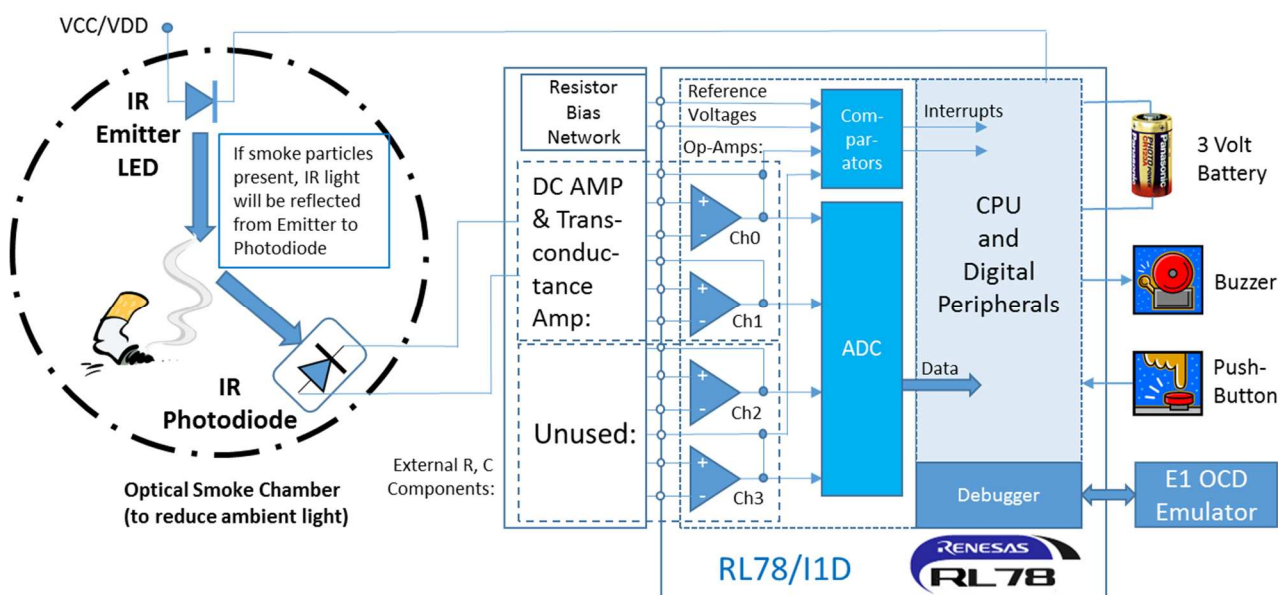 VCC/VDD
IR
Emitter
LED
If smoke particles
present, IR light
will be reflected
from Emitter to
Photodiode
IR
Photodiode
Optical Smoke Chamber
(to reduce ambient light)
Resistor
Bias
Network
DC AMP
& Trans-
conduc-
tance
Amp:
Unused:
External R, C
Components:
Reference
Voltages
Op-Amps:
+
-
Ch0
+
-
Ch1
+
-
Ch2
+
-
Ch3
Com-
par-
ators
ADC
Interrupts
Data
CPU
and
Digital
Peripherals
Debugger
RL78/I1D
RENESAS
RL78
Panasonic
3 Volt
Battery
Buzzer
Push-
Button
E1 OCD
Emulator